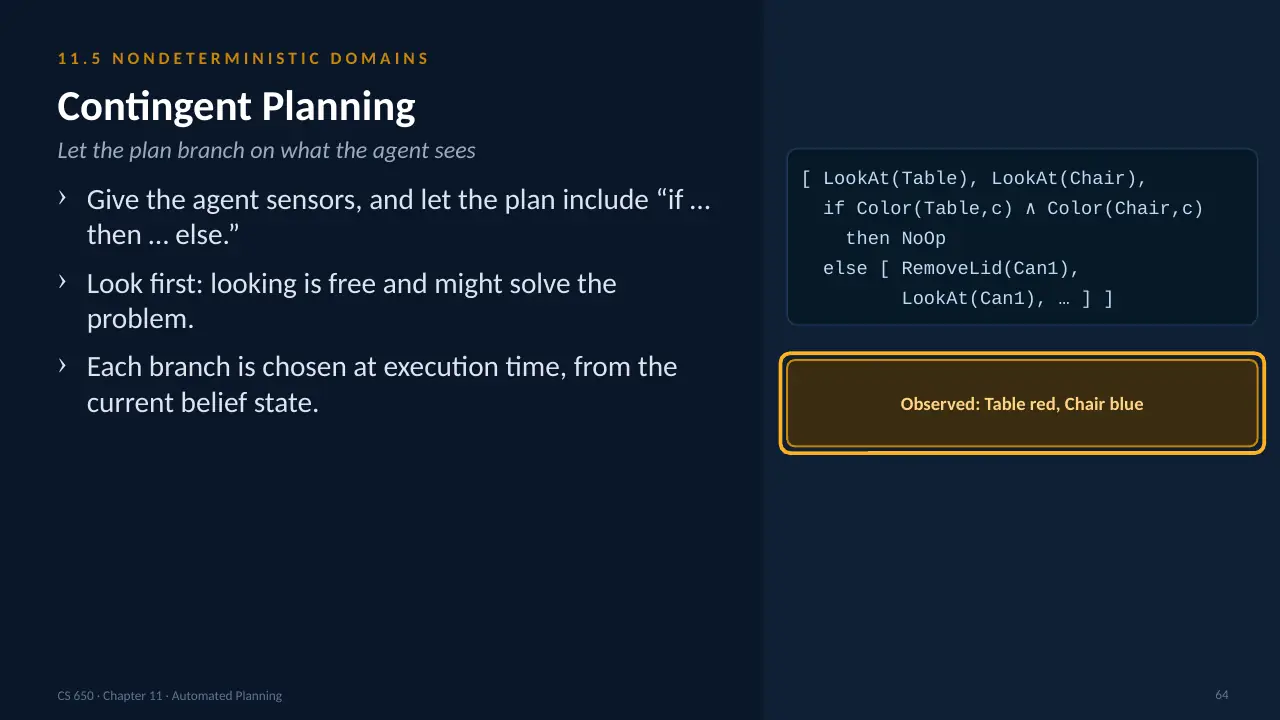 11.5 NONDETERMINISTIC DOMAINS
Contingent Planning
Let the plan branch on what the agent sees
› Give the agent sensors, and let the plan include “if …
then … else.”
› Look first: looking is free and might solve the
problem.
› Each branch is chosen at execution time, from the
current belief state.
[ LookAt(Table), LookAt(Chair),
  if Color(Table,c) ∧ Color(Chair,c)
    then NoOp
  else [ RemoveLid(Can1),
         LookAt(Can1), … ] ]
Observed: Table red, Chair blue
CS 650 · Chapter 11 · Automated Planning
64